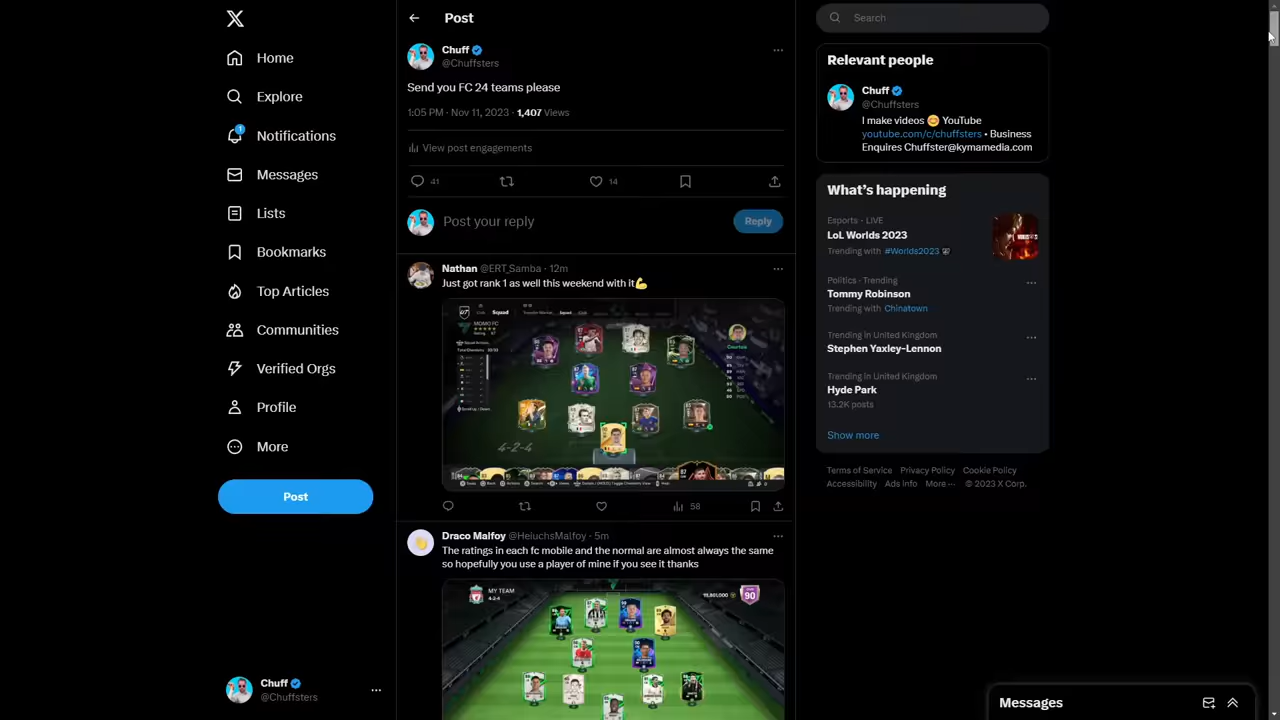 Home
Explore
1
Notifications
Messages
Lists
Bookmarks
Top Articles
Communities
Verified Orgs
Profile
More
Post
Chuff
@Chuffsters
Post
Chuff
@Chuffsters
Send you FC 24 teams please
1:05 PM · Nov 11, 2023 · 1,407 Views
View post engagements
41
14
Post your reply
Reply
Nathan @ERT_Samba · 12m
Just got rank 1 as well this weekend with it💪
Squad
4-2-4
58
Draco Malfoy @HeluchsMalfoy · 5m
The ratings in each fc mobile and the normal are almost always the same
so hopefully you use a player of mine if you see it thanks
MY TEAM
4-2-4
90
Search
Relevant people
Chuff
@Chuffsters
I make videos YouTube
youtube.com/c/chuffsters • Business
Enquires Chuffster@kymamedia.com
What's happening
Esports · LIVE
LoL Worlds 2023
Trending with #Worlds2023
Politics · Trending
Tommy Robinson
Trending with Chinatown
Trending in United Kingdom
Stephen Yaxley-Lennon
Trending in United Kingdom
Hyde Park
13.2K posts
Show more
Terms of Service Privacy Policy Cookie Policy
Accessibility Ads info More ··· © 2023 X Corp.
Messages